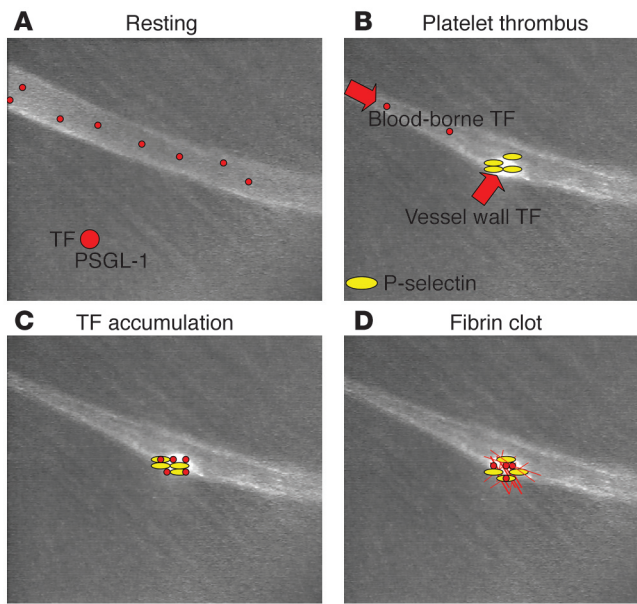 A Resting
TF
PSGL-1
B Platelet thrombus
Blood-borne TF
Vessel wall TF
P-selectin
C TF accumulation
D Fibrin clot